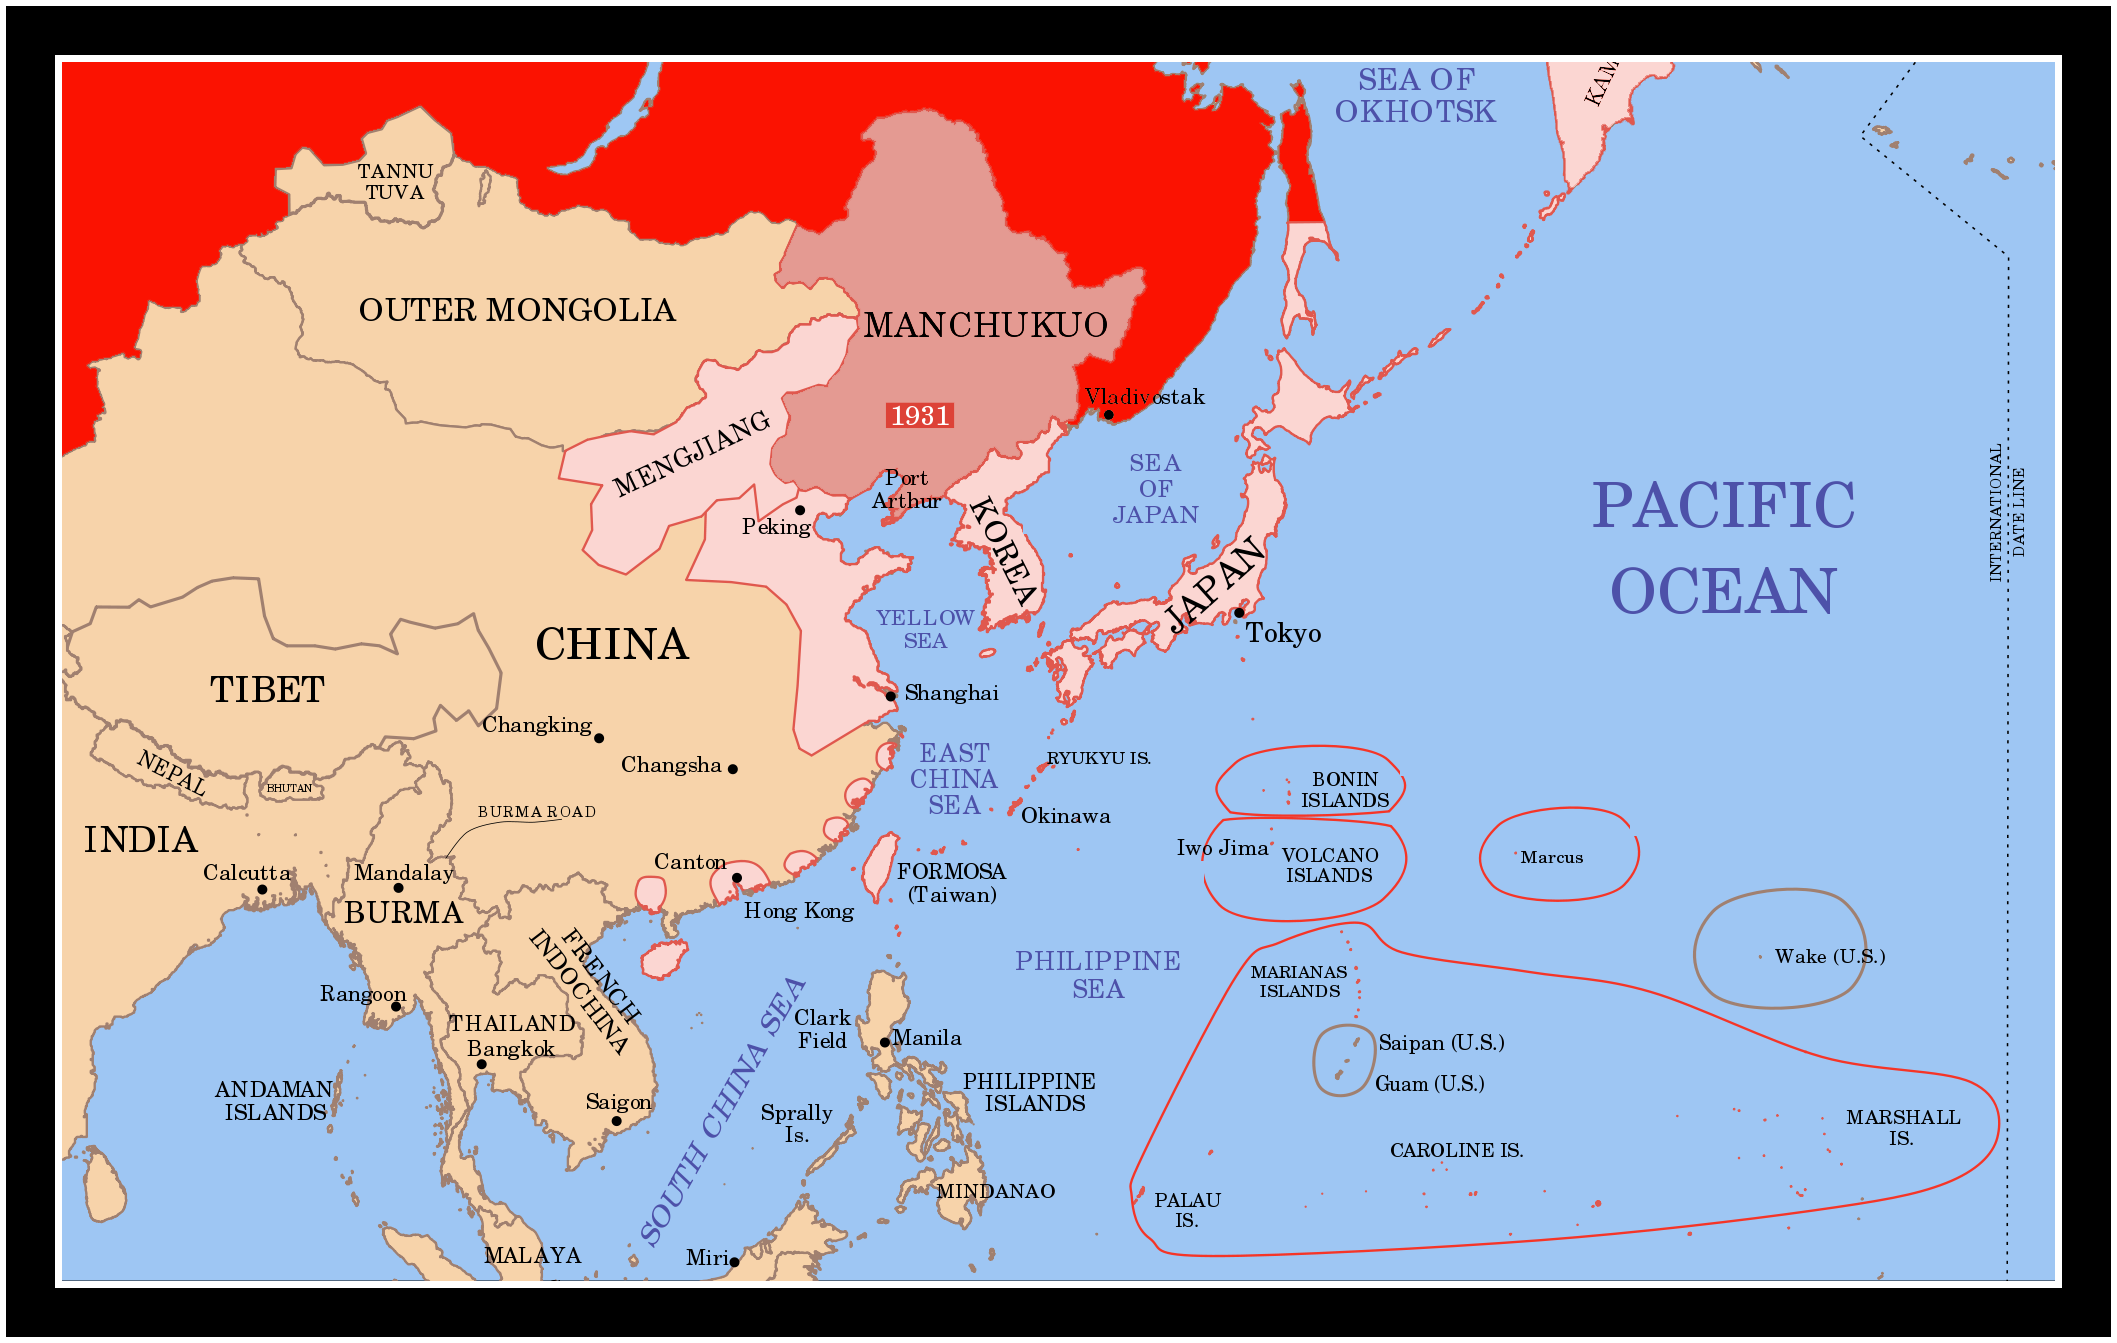 SEA OF
OKHOTSK
KAM
TANNU
TUVA
OUTER MONGOLIA
MANCHUKUO
1931
Vladivostak
MENGJIANG
Port
Arthur
Peking
KOREA
SEA
OF
JAPAN
JAPAN
Tokyo
PACIFIC
OCEAN
INTERNATIONAL
DATE LINE
YELLOW
SEA
CHINA
TIBET
Shanghai
Changking
Changsha
NEPAL
BHUTAN
EAST
CHINA
SEA
RYUKYU IS.
Okinawa
BONIN
ISLANDS
Iwo Jima
VOLCANO
ISLANDS
Marcus
BURMA ROAD
INDIA
Calcutta
Mandalay
BURMA
Canton
Hong Kong
FORMOSA
(Taiwan)
FRENCH
INDOCHINA
PHILIPPINE
SEA
MARIANAS
ISLANDS
Wake (U.S.)
Rangoon
THAILAND
Bangkok
Clark
Field
Manila
Saipan (U.S.)
Guam (U.S.)
ANDAMAN
ISLANDS
Saigon
SOUTH CHINA SEA
Sprally
Is.
PHILIPPINE
ISLANDS
MARSHALL
IS.
CAROLINE IS.
MINDANAO
PALAU
IS.
MALAYA
Miri